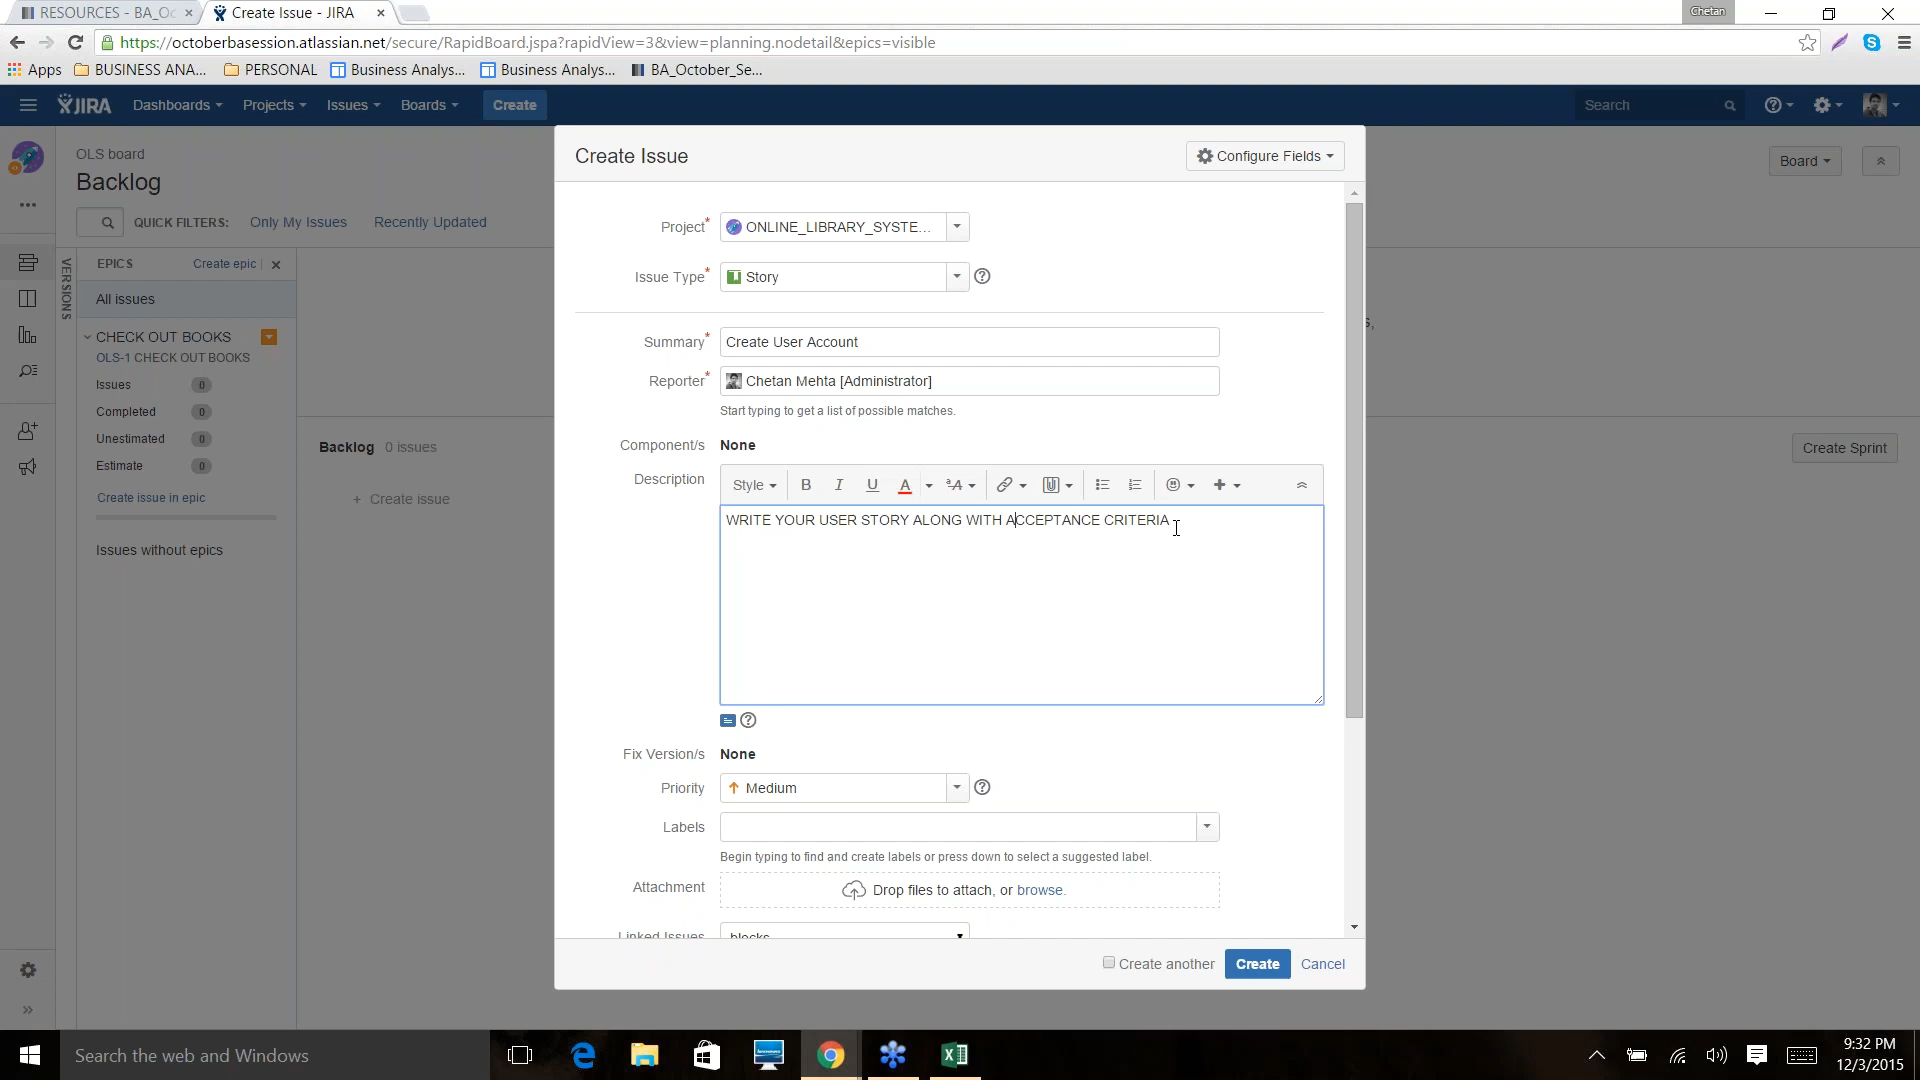 RESOURCES - BA_Oc
Create Issue - JIRA
Chetan
https://octoberbasession.atlassian.net/secure/RapidBoard.jspa?rapidView=3&view=planning.nodetail&epics=visible
Apps BUSINESS ANA... PERSONAL Business Analys... Business Analys... BA_October_Se...
JIRA Dashboards Projects Issues Boards Create Search
Create Issue Configure Fields
OLS board
Backlog
Board
QUICK FILTERS: Only My Issues Recently Updated
VERSIONS
EPICS Create epic
All issues
CHECK OUT BOOKS
OLS-1 CHECK OUT BOOKS
Issues 0
Completed 0
Unestimated 0
Estimate 0
Create issue in epic
Issues without epics
Backlog 0 issues
Create Sprint
+ Create issue
Project* ONLINE_LIBRARY_SYSTE...
Issue Type* Story
Summary* Create User Account
Reporter* Chetan Mehta [Administrator]
Start typing to get a list of possible matches.
Component/s None
Description Style B I U A A
WRITE YOUR USER STORY ALONG WITH ACCEPTANCE CRITERIA
Fix Version/s None
Priority Medium
Labels
Begin typing to find and create labels or press down to select a suggested label.
Attachment Drop files to attach, or browse.
Linked Issues blocks
Create another Create Cancel
Search the web and Windows
9:32 PM
12/3/2015